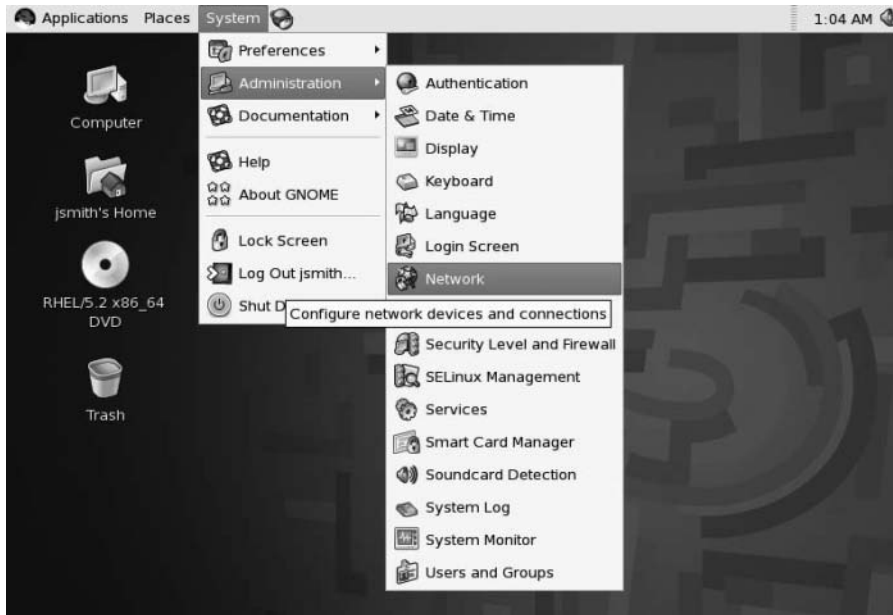 Applications Places System
1:04 AM
Computer
jsmith's Home
RHEL/5.2 x86_64
DVD
Trash
Preferences
Administration
Documentation
Help
About GNOME
Lock Screen
Log Out jsmith...
Shut D
Authentication
Date & Time
Display
Keyboard
Language
Login Screen
Network
Configure network devices and connections
Security Level and Firewall
SELinux Management
Services
Smart Card Manager
Soundcard Detection
System Log
System Monitor
Users and Groups